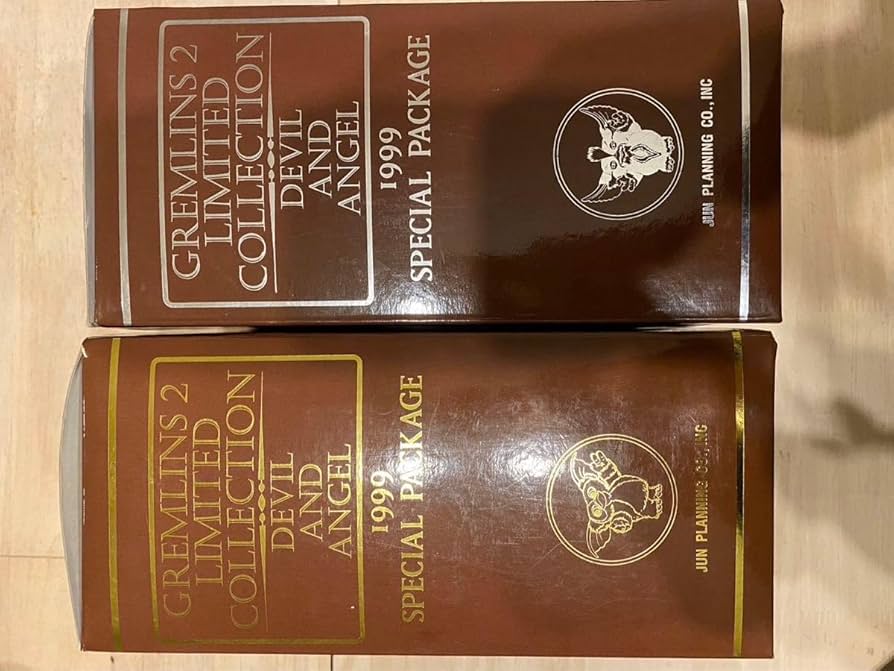 GREMLINS 2
LIMITED
COLLECTION
DEVIL
AND
ANGEL
1999
SPECIAL PACKAGE
JUN PLANNING CO., INC
GREMLINS 2
LIMITED
COLLECTION
DEVIL
AND
ANGEL
1999
SPECIAL PACKAGE
JUN PLANNING CO., INC